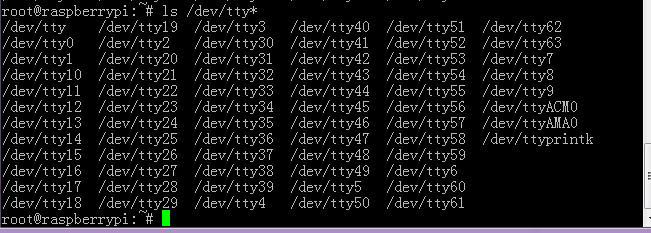 root@raspberrypi:~# ls /dev/tty*
/dev/tty    /dev/tty19  /dev/tty3   /dev/tty40  /dev/tty51  /dev/tty62
/dev/tty0   /dev/tty2   /dev/tty30  /dev/tty41  /dev/tty52  /dev/tty63
/dev/tty1   /dev/tty20  /dev/tty31  /dev/tty42  /dev/tty53  /dev/tty7
/dev/tty10  /dev/tty21  /dev/tty32  /dev/tty43  /dev/tty54  /dev/tty8
/dev/tty11  /dev/tty22  /dev/tty33  /dev/tty44  /dev/tty55  /dev/tty9
/dev/tty12  /dev/tty23  /dev/tty34  /dev/tty45  /dev/tty56  /dev/ttyACM0
/dev/tty13  /dev/tty24  /dev/tty35  /dev/tty46  /dev/tty57  /dev/ttyAMA0
/dev/tty14  /dev/tty25  /dev/tty36  /dev/tty47  /dev/tty58  /dev/ttyprintk
/dev/tty15  /dev/tty26  /dev/tty37  /dev/tty48  /dev/tty59
/dev/tty16  /dev/tty27  /dev/tty38  /dev/tty49  /dev/tty6
/dev/tty17  /dev/tty28  /dev/tty39  /dev/tty5   /dev/tty60
/dev/tty18  /dev/tty29  /dev/tty4   /dev/tty50  /dev/tty61
root@raspberrypi:~#